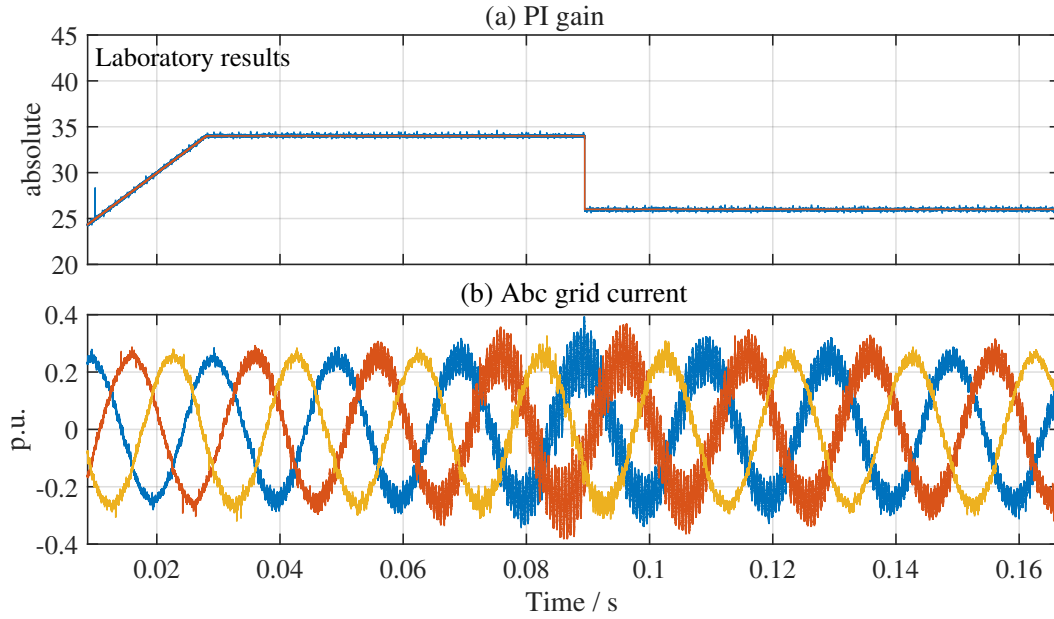 (a) PI gain
45
Laboratory results
40
35
30
25
20
absolute
(b) Abc grid current
0.4
0.2
0
-0.2
-0.4
p.u.
0.02 0.04 0.06 0.08 0.1 0.12 0.14 0.16
Time / s